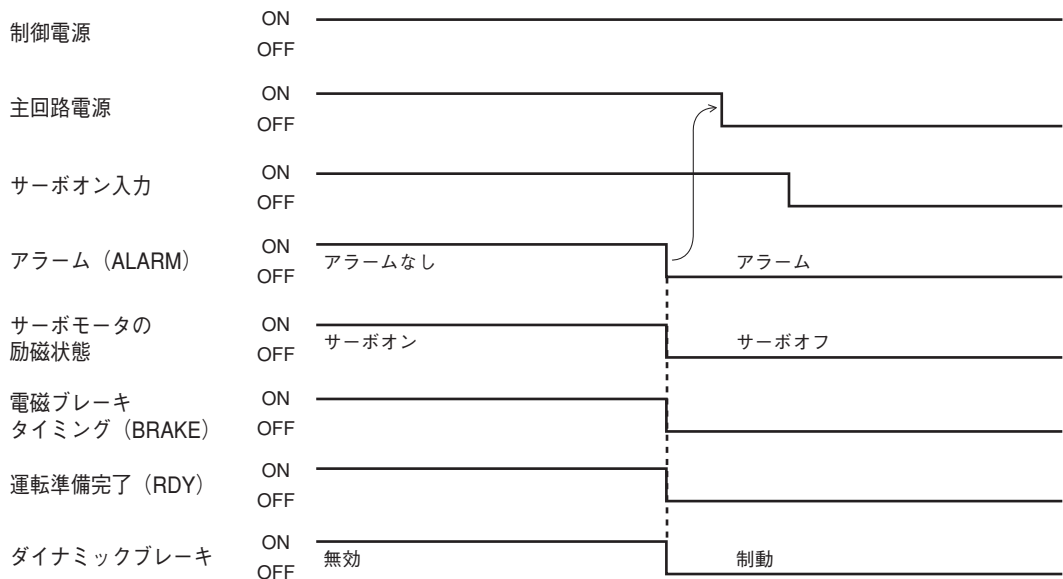 制御電源
ON
OFF
主回路電源
ON
OFF
サーボオン入力
ON
OFF
アラーム（ALARM）
ON
OFF
アラームなし
アラーム
サーボモータの
励磁状態
ON
OFF
サーボオン
サーボオフ
電磁ブレーキ
タイミング（BRAKE）
ON
OFF
運転準備完了（RDY）
ON
OFF
ダイナミックブレーキ
ON
OFF
無効
制動